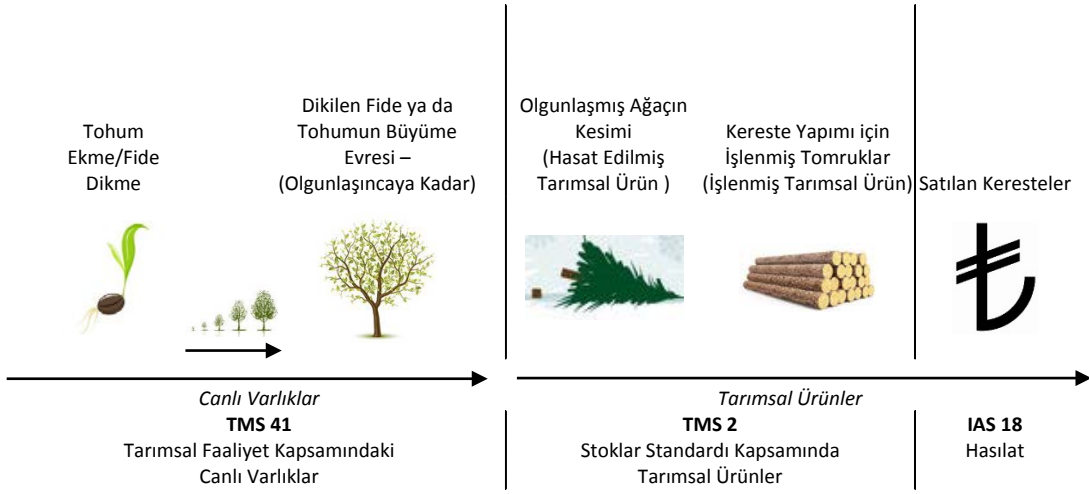 Tohum
Ekme/Fide
Dikme
Dikilen Fide ya da
Tohumun Büyüme
Evresi –
(Olgunlaşıncaya Kadar)
Olgunlaşmış Ağaçın
Kesimi
(Hasat Edilmiş
Tarımsal Ürün )
Kereste Yapımı için
İşlenmiş Tomruklar
(İşlenmiş Tarımsal Ürün)
Satılan Keresteler
₺
Canlı Varlıklar
TMS 41
Tarımsal Faaliyet Kapsamındaki
Canlı Varlıklar
Tarımsal Ürünler
TMS 2
Stoklar Standardı Kapsamında
Tarımsal Ürünler
IAS 18
Hasılat